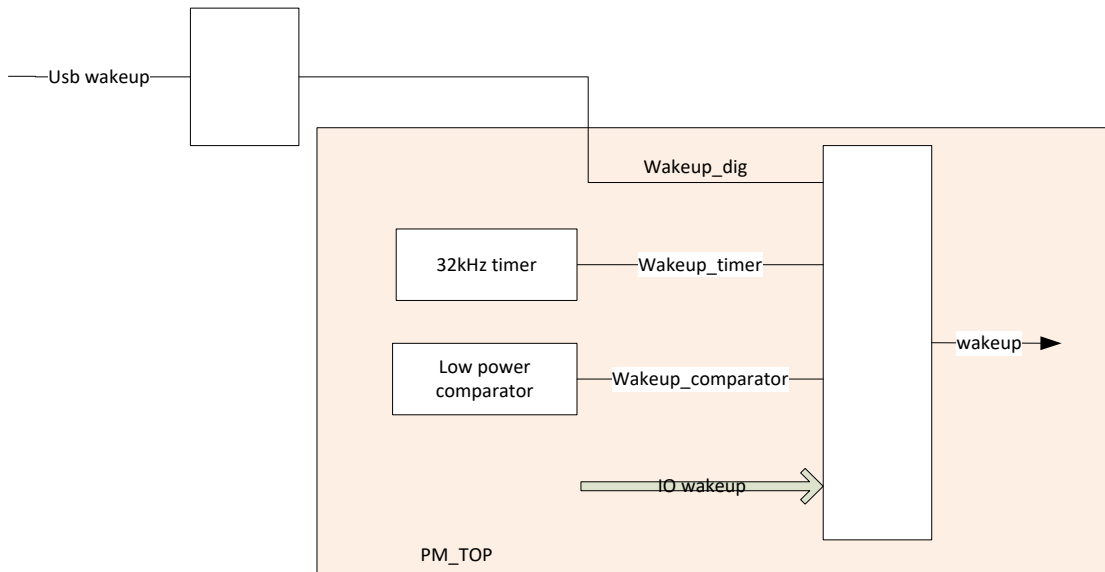 Usb wakeup
Wakeup_dig
32kHz timer
Wakeup_timer
wakeup
Low power
comparator
Wakeup_comparator
IO wakeup
PM_TOP